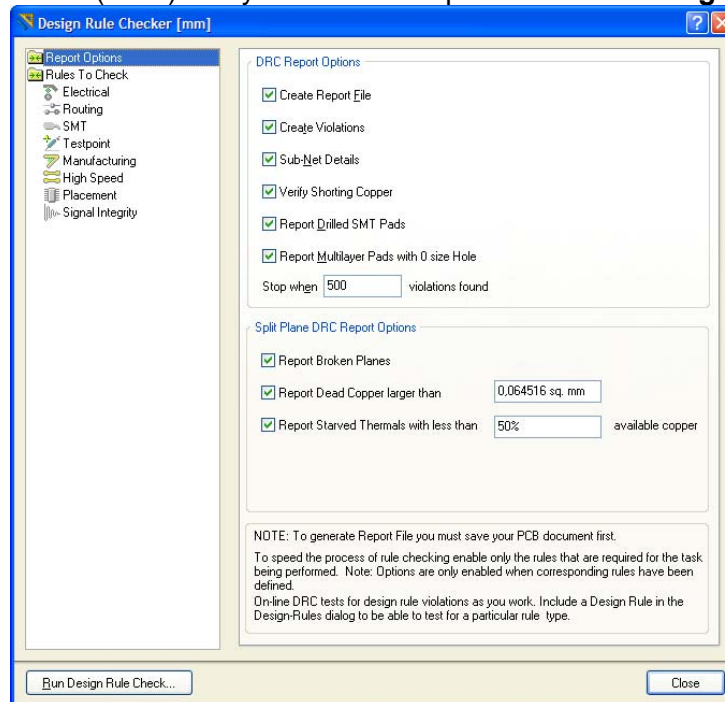 Design Rule Checker [mm]
Report Options
Rules To Check
Electrical
Routing
SMT
Testpoint
Manufacturing
High Speed
Placement
Signal Integrity
DRC Report Options
Create Report File
Create Violations
Sub-Net Details
Verify Shorting Copper
Report Drilled SMT Pads
Report Multilayer Pads with 0 size Hole
Stop when 500 violations found
Split Plane DRC Report Options
Report Broken Planes
Report Dead Copper larger than 0,064516 sq. mm
Report Starved Thermals with less than 50% available copper
NOTE: To generate Report File you must save your PCB document first.
To speed the process of rule checking enable only the rules that are required for the task
being performed. Note: Options are only enabled when corresponding rules have been
defined.
On-line DRC tests for design rule violations as you work. Include a Design Rule in the
Design-Rules dialog to be able to test for a particular rule type.
Run Design Rule Check... Close